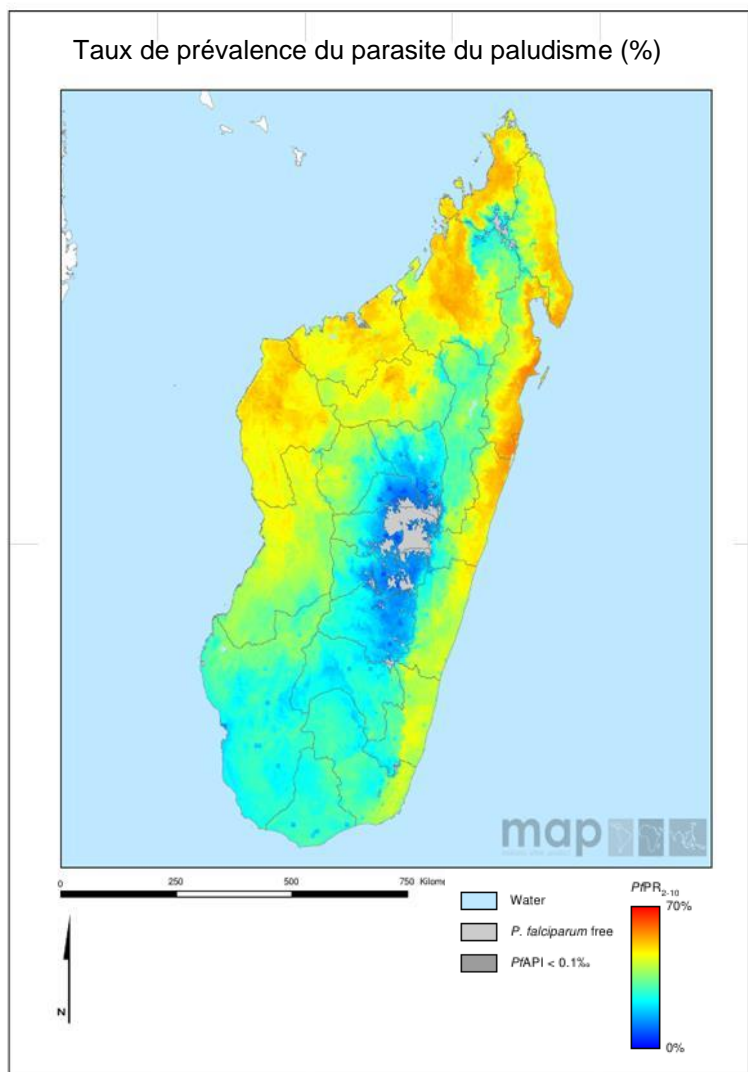 Taux de prévalence du parasite du paludisme (%)
map
0 250 500 750 Kilome
Water
P. falciparum free
PfAPI < 0.1‰
PfPR2-10
70%
0%
N